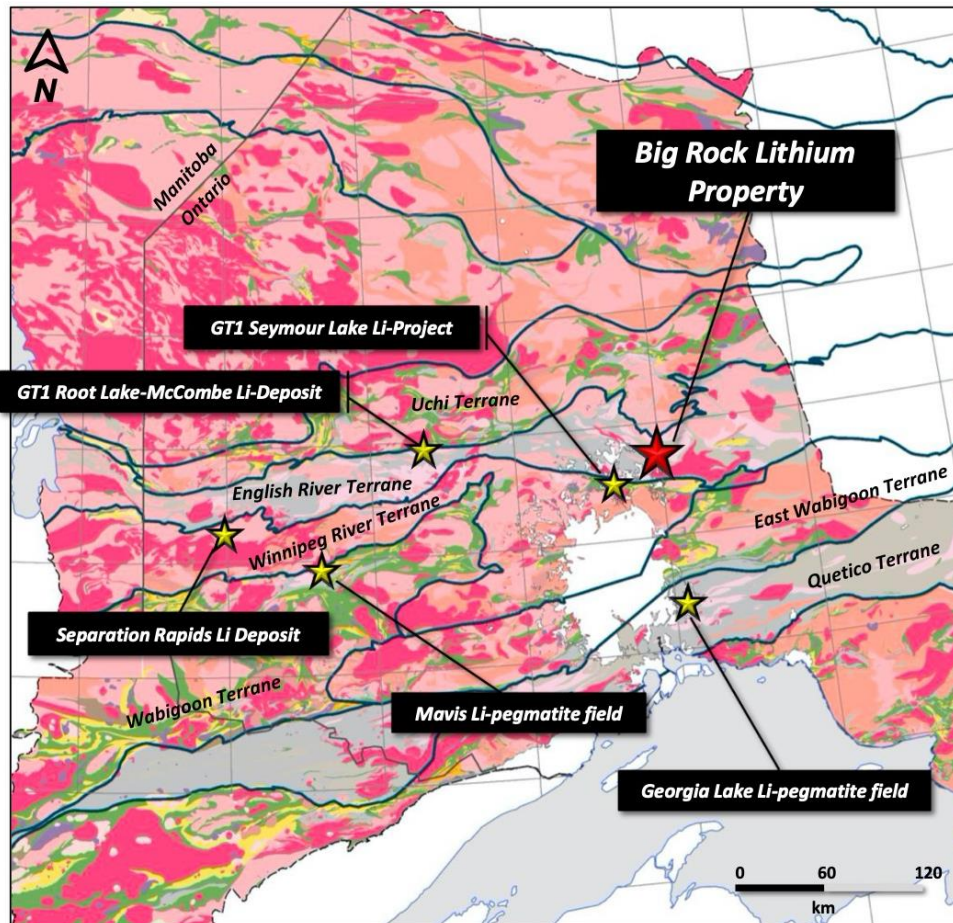 N
Manitoba
Ontario
Big Rock Lithium
Property
GT1 Seymour Lake Li-Project
GT1 Root Lake-McCombe Li-Deposit
Uchi Terrane
English River Terrane
Winnipeg River Terrane
East Wabigoon Terrane
Quetico Terrane
Separation Rapids Li Deposit
Wabigoon Terrane
Mavis Li-pegmatite field
Georgia Lake Li-pegmatite field
0 60 120
km